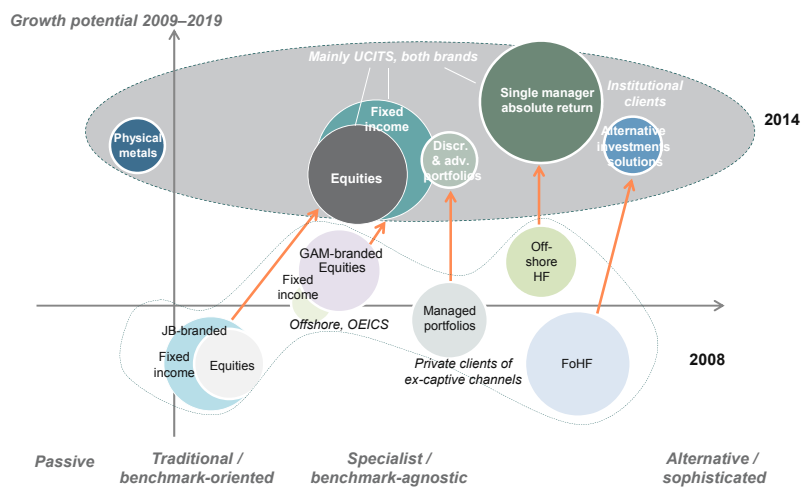 Growth potential 2009–2019
Mainly UCITS, both brands
Single manager
absolute return
Institutional
clients
2014
Physical
metals
Fixed
income
Equities
Discr.
& adv.
portfolios
Alternative
investments
solutions
GAM-branded
Equities
Fixed
income
Offshore, OEICS
Off-
shore
HF
JB-branded
Fixed
income
Equities
Managed
portfolios
Private clients of
ex-captive channels
FoHF
2008
Passive
Traditional /
benchmark-oriented
Specialist /
benchmark-agnostic
Alternative /
sophisticated